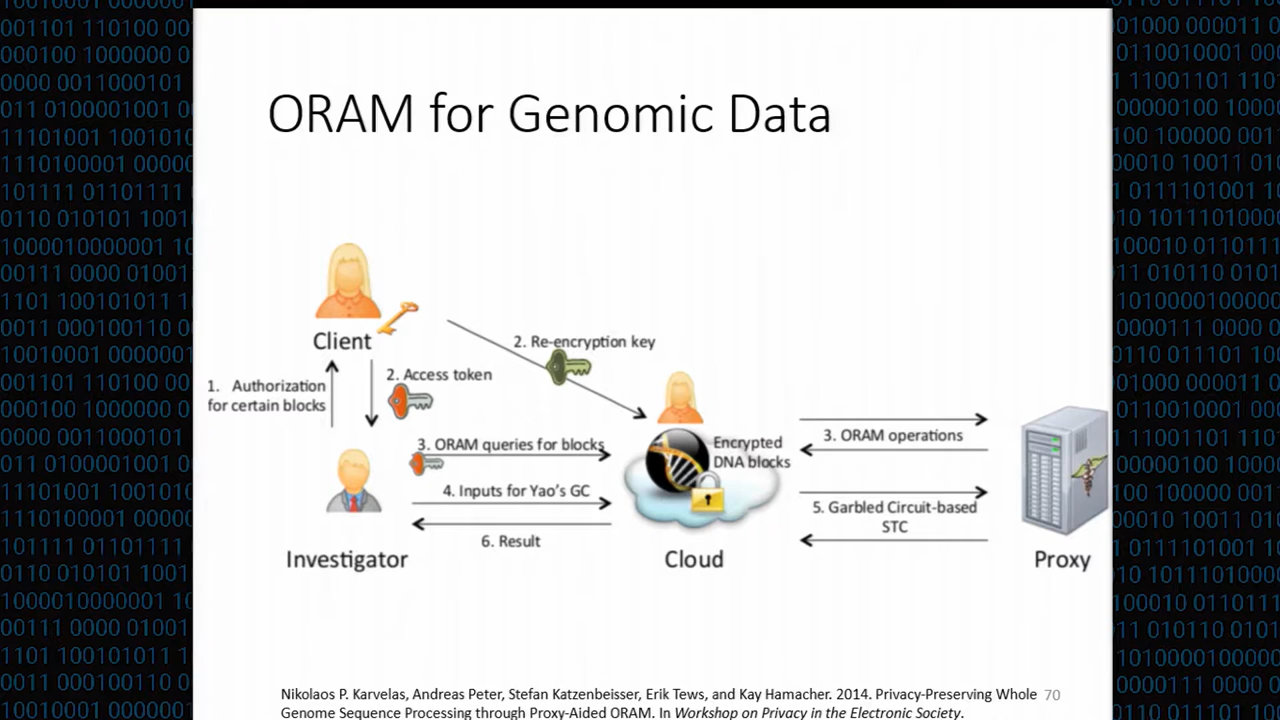 ORAM for Genomic Data
Client
2. Re-encryption key
1. Authorization
for certain blocks
2. Access token
3. ORAM queries for blocks
Encrypted
DNA blocks
3. ORAM operations
4. Inputs for Yao's GC
5. Garbled Circuit-based
STC
6. Result
Investigator
Cloud
Proxy
Nikolaos P. Karvelas, Andreas Peter, Stefan Katzenbeisser, Erik Tews, and Kay Hamacher. 2014. Privacy-Preserving Whole
70
Genome Sequence Processing through Proxy-Aided ORAM. In Workshop on Privacy in the Electronic Society.